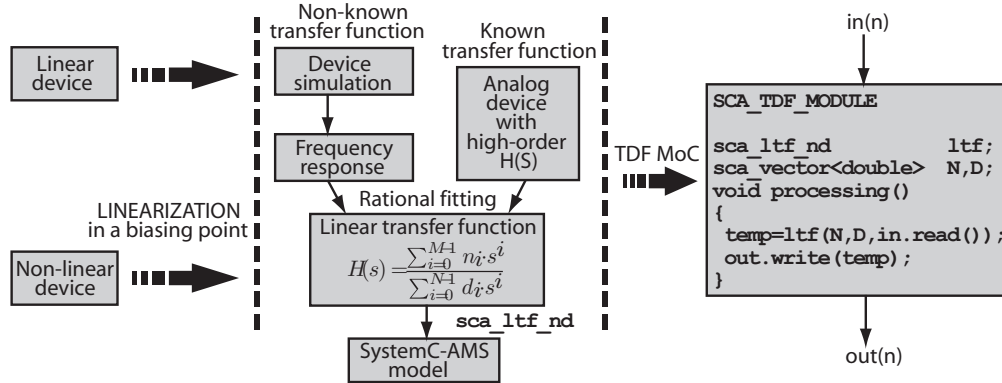 Linear
device
LINEARIZATION
in a biasing point
Non-linear
device
Non-known
transfer function
Device
simulation
Frequency
response
Known
transfer function
Analog
device
with
high-order
H(S)
Rational fitting
Linear transfer function
H(s)=∑_{i=0}^{M-1} n_i·s^i / ∑_{i=0}^{N-1} d_i·s^i
sca_ltf_nd
SystemC-AMS
model
TDF MoC
in(n)
SCA_TDF_MODULE
sca_ltf_nd ltf;
sca_vector<double> N,D;
void processing()
{
temp=ltf(N,D,in.read());
out.write(temp);
}
out(n)